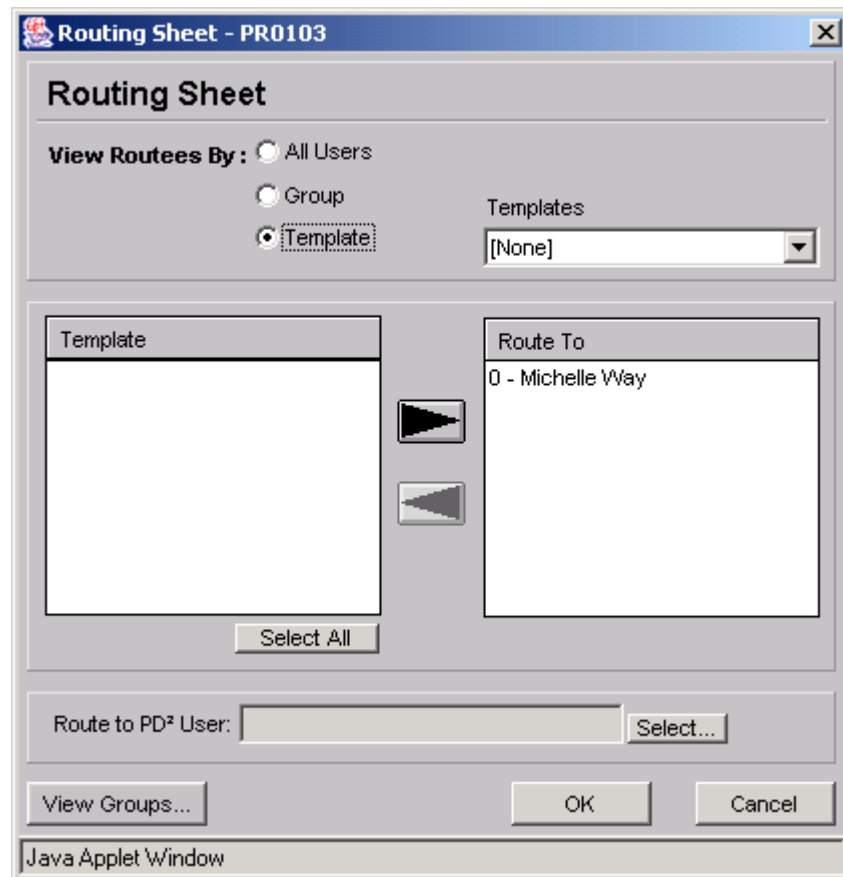 Routing Sheet - PR0103
Routing Sheet
View Routees By: All Users
Group
Template
Templates
[None]
Template
Route To
0 - Michelle Way
Select All
Route to PD² User:
Select...
View Groups...
OK
Cancel
Java Applet Window